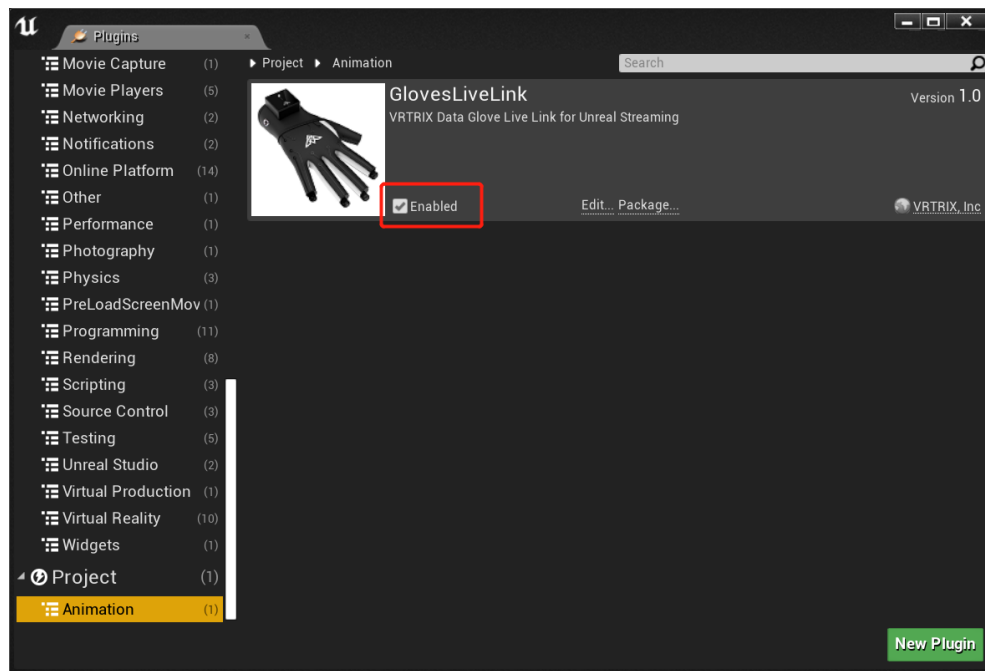 Plugins
Movie Capture (1)
Movie Players (5)
Networking (2)
Notifications (2)
Online Platform (14)
Other (1)
Performance (1)
Photography (1)
Physics (3)
PreLoadScreenMov (1)
Programming (11)
Rendering (8)
Scripting (3)
Source Control (3)
Testing (5)
Unreal Studio (2)
Virtual Production (1)
Virtual Reality (10)
Widgets (1)
Project (1)
Animation (1)
Project Animation
Search
GlovesLiveLink
Version 1.0
VRTRIX Data Glove Live Link for Unreal Streaming
Enabled
Edit... Package...
VRTRIX, Inc
New Plugin